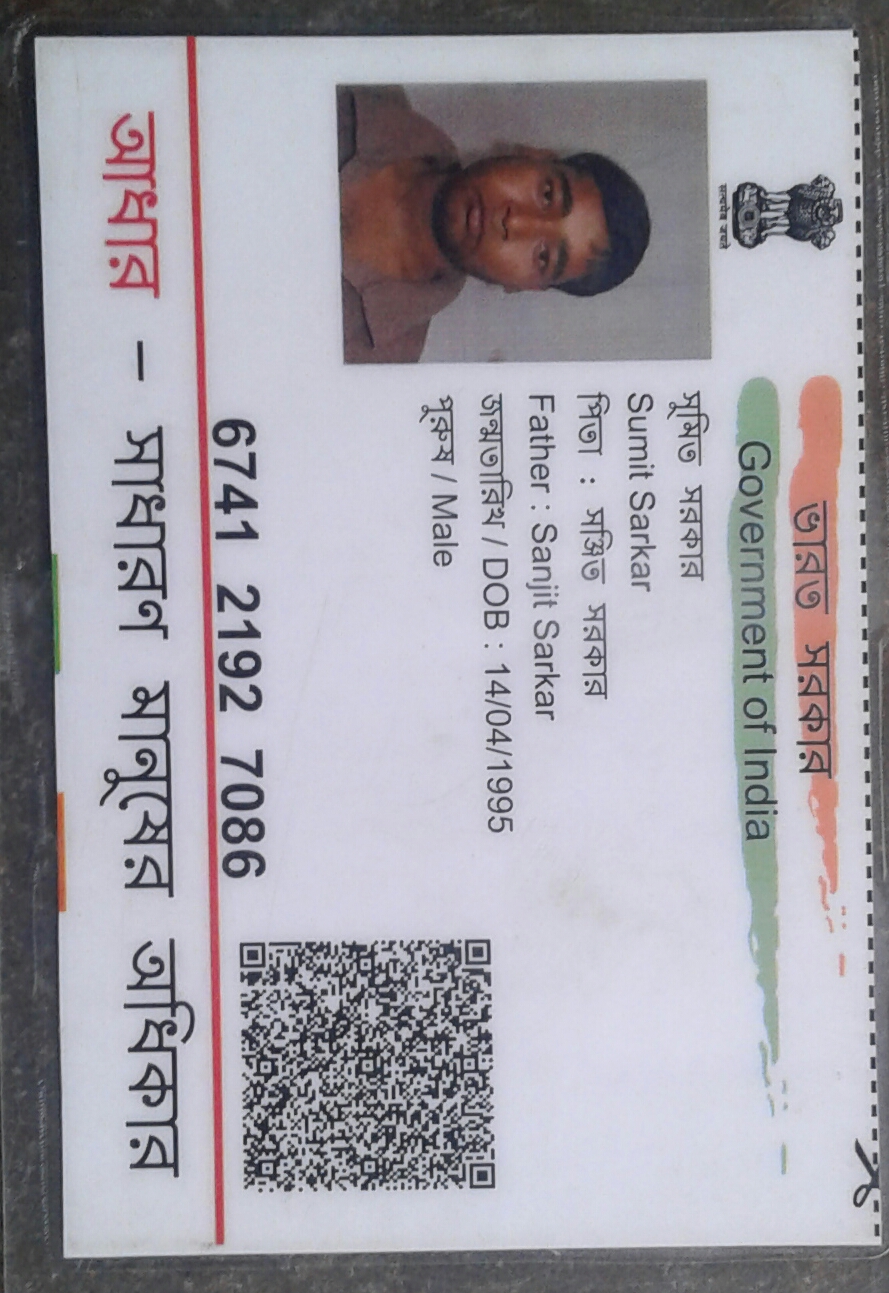 ভারত সরকার
Government of India
सत्यमेव जयते
সুমিত সরকার
Sumit Sarkar
পিতা : সঞ্জিত সরকার
Father : Sanjit Sarkar
জন্মতারিখ / DOB : 14/04/1995
পুরুষ / Male
6741 2192 7086
আধার – সাধারণ মানুষের অধিকার